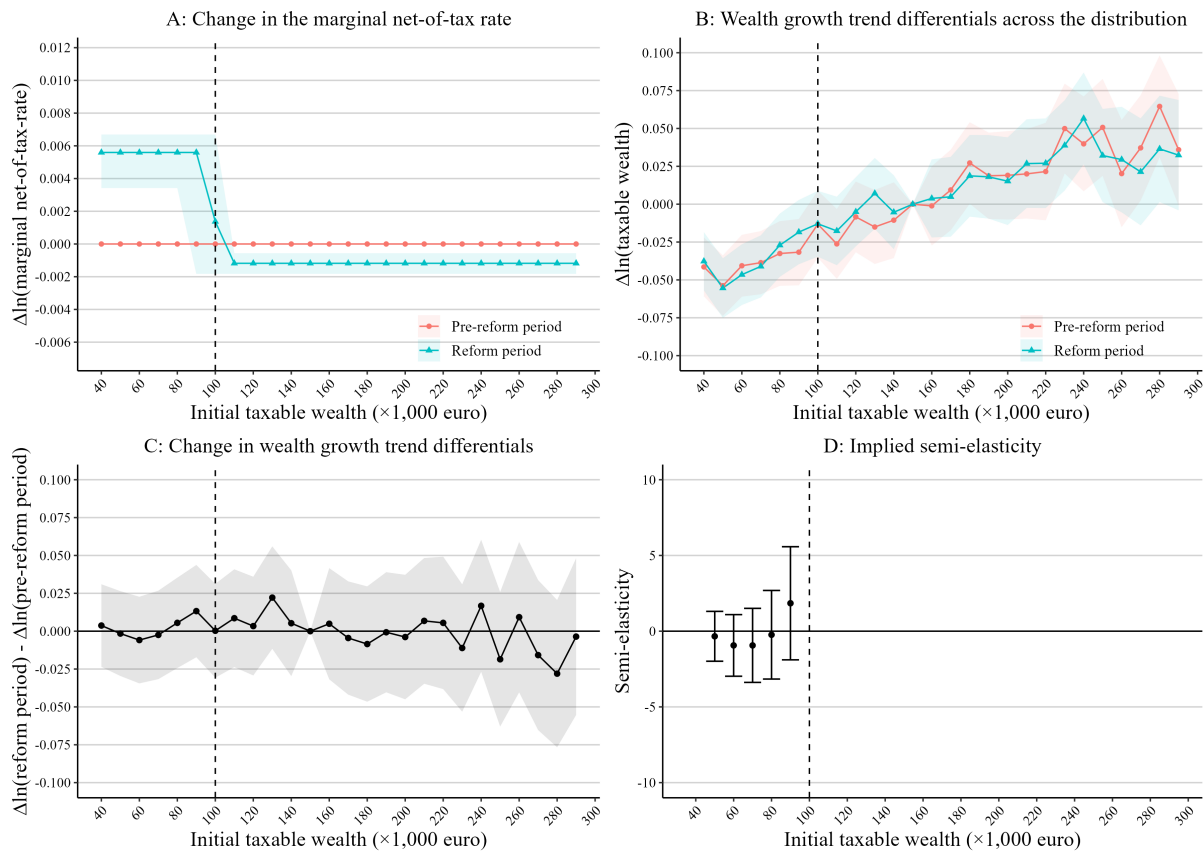 A: Change in the marginal net-of-tax rate
Δln(marginal net-of-tax-rate)
0.012
0.010
0.008
0.006
0.004
0.002
0.000
-0.002
-0.004
-0.006
Pre-reform period
Reform period
40 60 80 100 120 140 160 180 200 220 240 260 280 300
Initial taxable wealth (×1,000 euro)
B: Wealth growth trend differentials across the distribution
Δln(taxable wealth)
0.100
0.075
0.050
0.025
0.000
-0.025
-0.050
-0.075
-0.100
Pre-reform period
Reform period
40 60 80 100 120 140 160 180 200 220 240 260 280 300
Initial taxable wealth (×1,000 euro)
C: Change in wealth growth trend differentials
Δln(reform period) - Δln(pre-reform period)
0.100
0.075
0.050
0.025
0.000
-0.025
-0.050
-0.075
-0.100
40 60 80 100 120 140 160 180 200 220 240 260 280 300
Initial taxable wealth (×1,000 euro)
D: Implied semi-elasticity
Semi-elasticity
10
5
0
-5
-10
40 60 80 100 120 140 160 180 200 220 240 260 280 300
Initial taxable wealth (×1,000 euro)